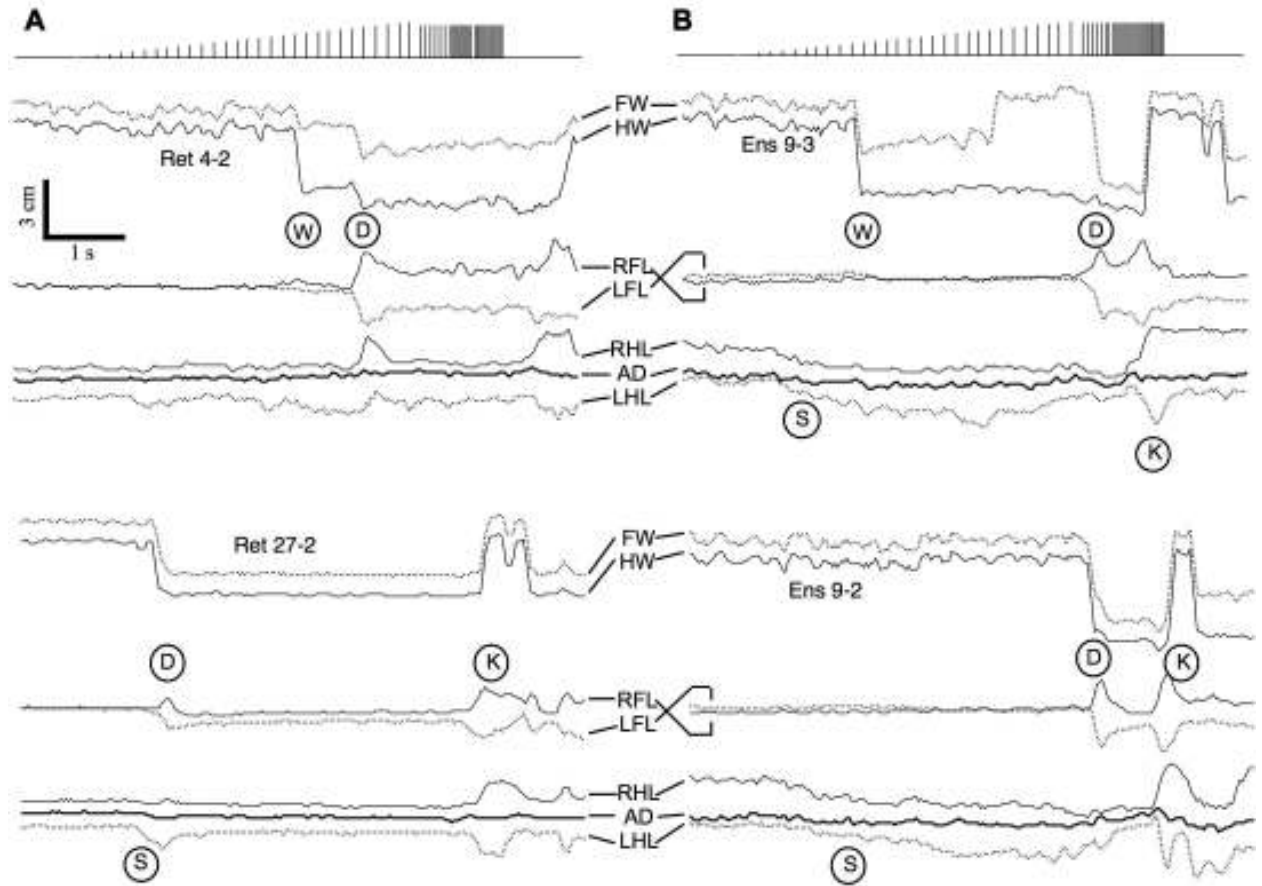 A
B
FW
HW
Ret 4-2
Ens 9-3
3 cm
1 s
W
D
W
D
RFL
LFL
RHL
AD
LHL
S
K
Ret 27-2
FW
HW
Ens 9-2
D
K
D
K
RFL
LFL
RHL
AD
LHL
S
S